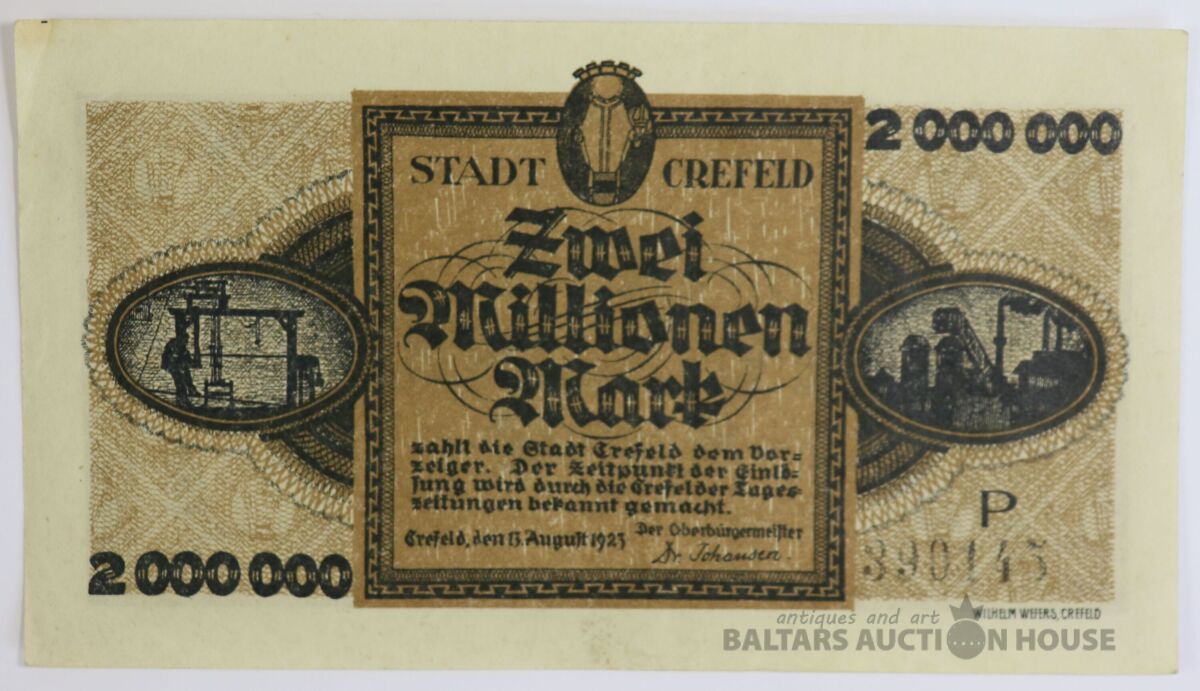 2 000 000
STADT CREFELD
Zwei
Millionen
Mark
zahlt die Stadt Crefeld dem Vor=
zeiger. Der Zeitpunkt der Einlö=
sung wird durch die Crefelder Tages=
zeitungen bekannt gemacht.
Crefeld, den 13. August 1923
Der Oberbürgermeister
Dr. Johansen.
P
390145
2 000 000
WILHELM WEFERS, CREFELD
antiques and art
BALTARS AUCTION HOUSE